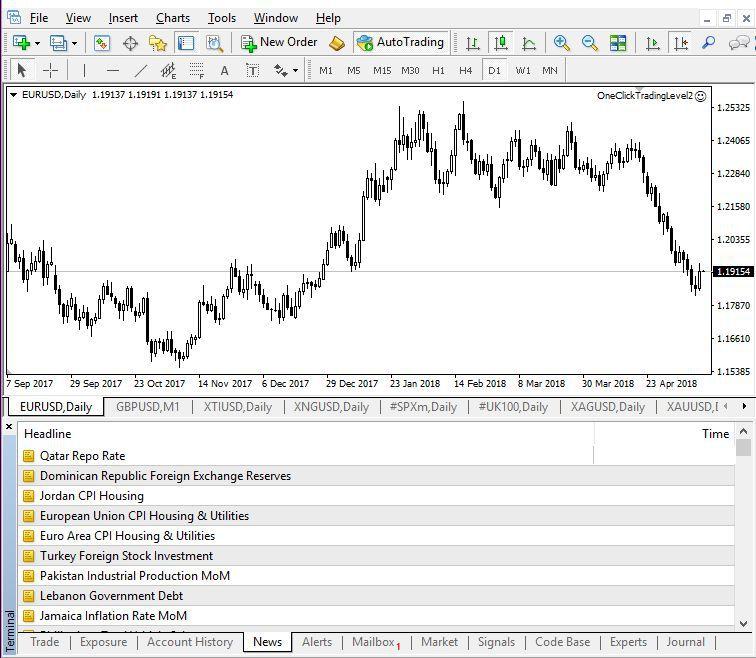 File View Insert Charts Tools Window Help
New Order AutoTrading
A T M1 M5 M15 M30 H1 H4 D1 W1 MN
EURUSD,Daily 1.19137 1.19191 1.19137 1.19154
OneClickTradingLevel2
1.25325
1.24065
1.22840
1.21580
1.20355
1.19154
1.17870
1.16610
1.15385
7 Sep 2017 29 Sep 2017 23 Oct 2017 14 Nov 2017 6 Dec 2017 29 Dec 2017 23 Jan 2018 14 Feb 2018 8 Mar 2018 30 Mar 2018 23 Apr 2018
EURUSD,Daily GBPUSD,M1 XTIUSD,Daily XNGUSD,Daily #SPXm,Daily #UK100,Daily XAGUSD,Daily XAUUSD,D
Headline Time
Qatar Repo Rate
Dominican Republic Foreign Exchange Reserves
Jordan CPI Housing
European Union CPI Housing & Utilities
Euro Area CPI Housing & Utilities
Turkey Foreign Stock Investment
Pakistan Industrial Production MoM
Lebanon Government Debt
Jamaica Inflation Rate MoM
Terminal
Trade Exposure Account History News Alerts Mailbox 1 Market Signals Code Base Experts Journal